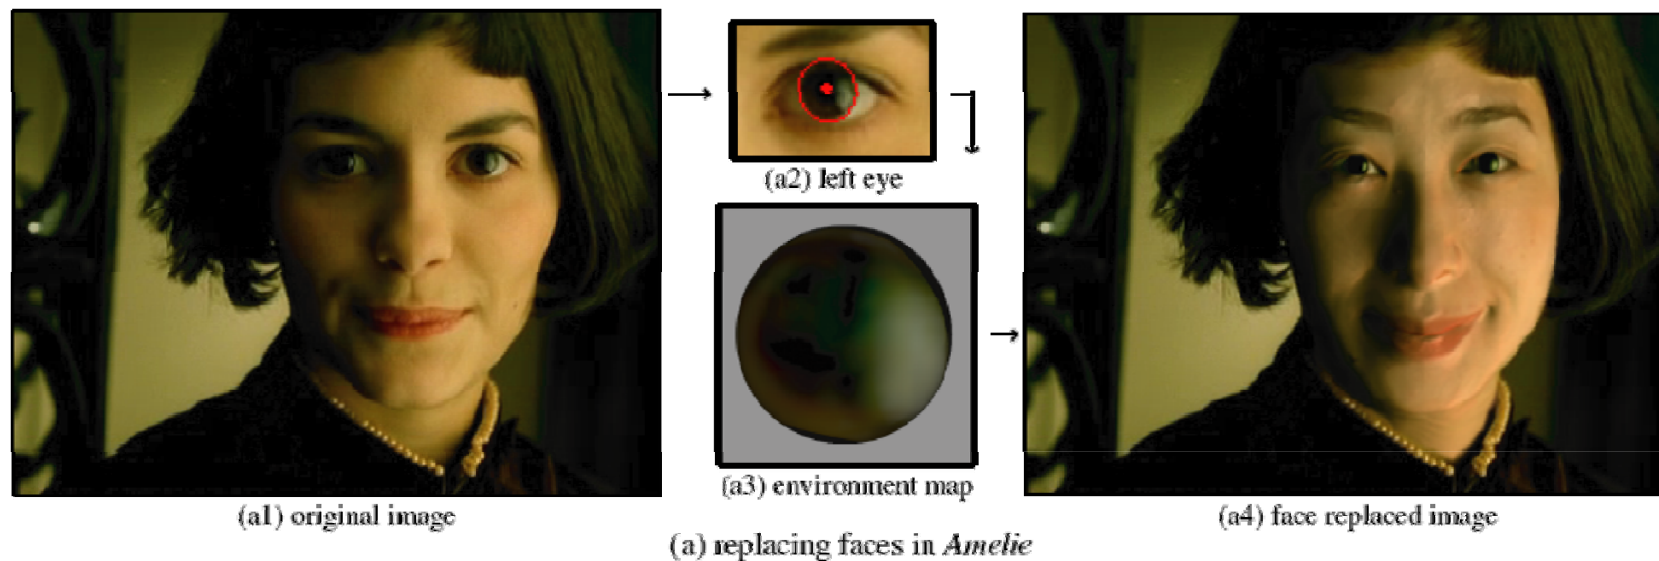 (a2) left eye
(a3) environment map
(a1) original image
(a4) face replaced image
(a) replacing faces in Amelie